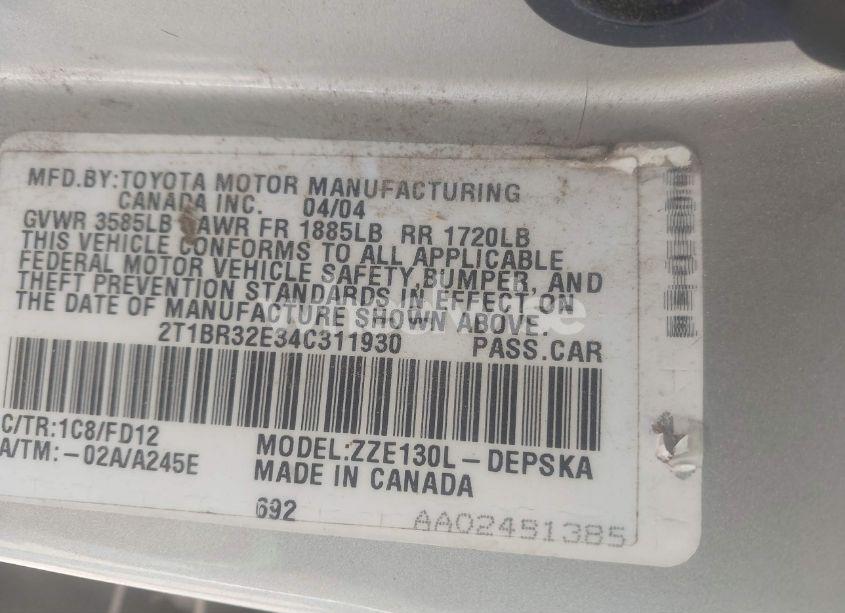 MFD.BY:TOYOTA MOTOR MANUFACTURING
CANADA INC. 04/04
GVWR 3585LB GAWR FR 1885LB RR 1720LB
THIS VEHICLE CONFORMS TO ALL APPLICABLE
FEDERAL MOTOR VEHICLE SAFETY,BUMPER, AND
THEFT PREVENTION STANDARDS IN EFFECT ON
THE DATE OF MANUFACTURE SHOWN ABOVE.
2T1BR32E34C311930 PASS.CAR
C/TR:1C8/FD12
A/TM:-02A/A245E
MODEL:ZZE130L-DEPSKA
MADE IN CANADA
692
AA02491385